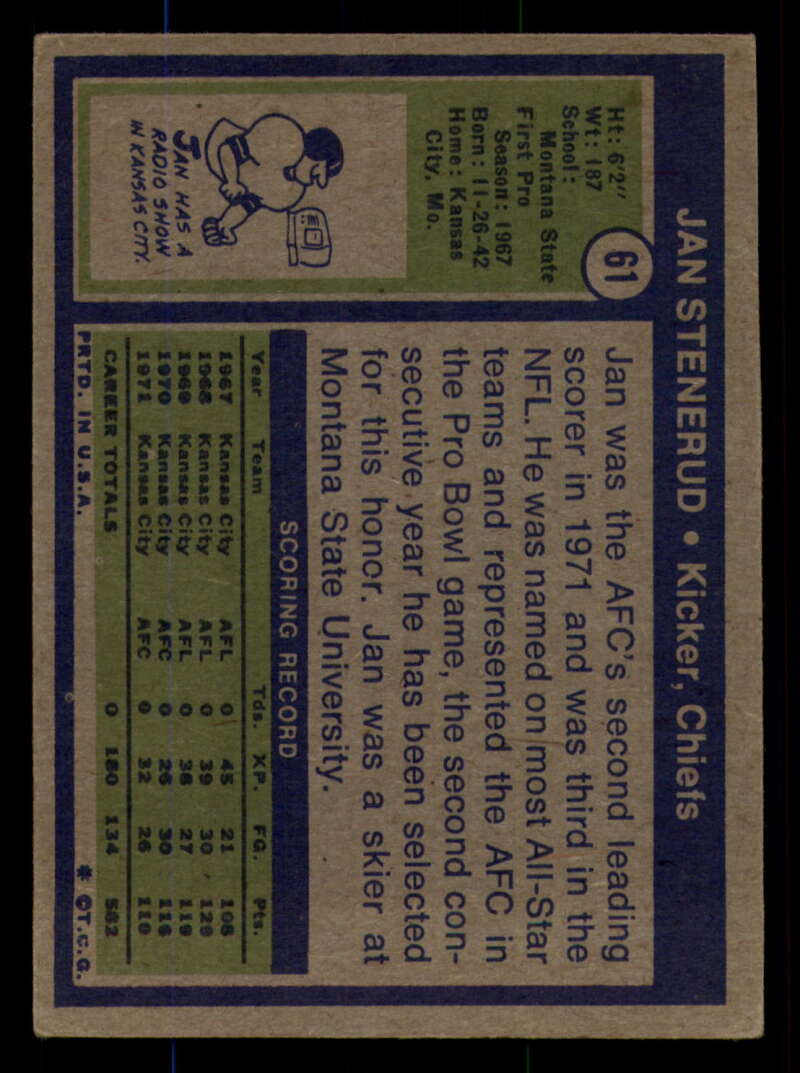 JAN STENERUD • Kicker, Chiefs
61
Ht: 6'2"
Wt: 187
School:
Montana State
First Pro
Season: 1967
Born: 11-26-42
Home: Kansas
City, Mo.
JAN HAS A
RADIO SHOW
IN KANSAS CITY.
Jan was the AFC's second leading
scorer in 1971 and was third in the
NFL. He was named on most All-Star
teams and represented the AFC in
the Pro Bowl game, the second con-
secutive year he has been selected
for this honor. Jan was a skier at
Montana State University.
SCORING RECORD
Year Team Tds. XP. FG. Pts.
1967 Kansas City AFL 0 45 21 108
1968 Kansas City AFL 0 39 30 129
1969 Kansas City AFL 0 38 27 119
1970 Kansas City AFC 0 26 30 116
1971 Kansas City AFC 0 32 26 110
CAREER TOTALS 0 180 134 582
PRTD. IN U.S.A. * ©T.C.G.